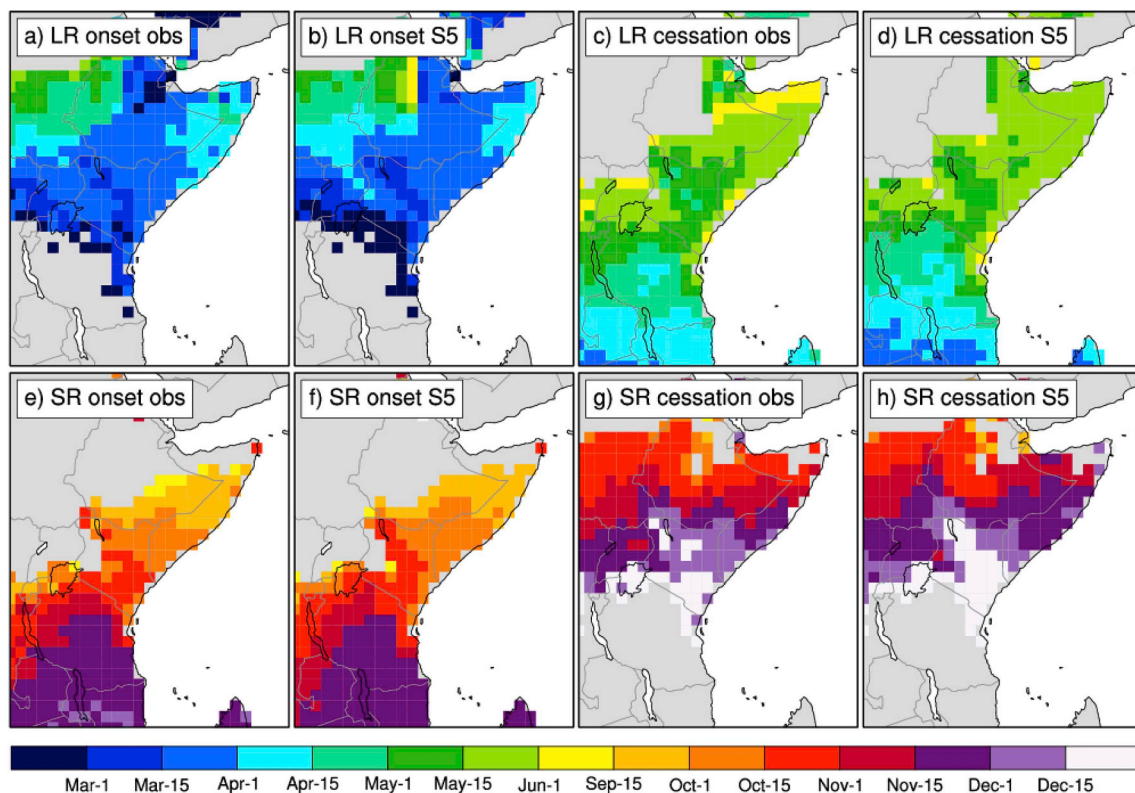 a) LR onset obs
b) LR onset S5
c) LR cessation obs
d) LR cessation S5
e) SR onset obs
f) SR onset S5
g) SR cessation obs
h) SR cessation S5
Mar-1 Mar-15 Apr-1 Apr-15 May-1 May-15 Jun-1 Sep-15 Oct-1 Oct-15 Nov-1 Nov-15 Dec-1 Dec-15